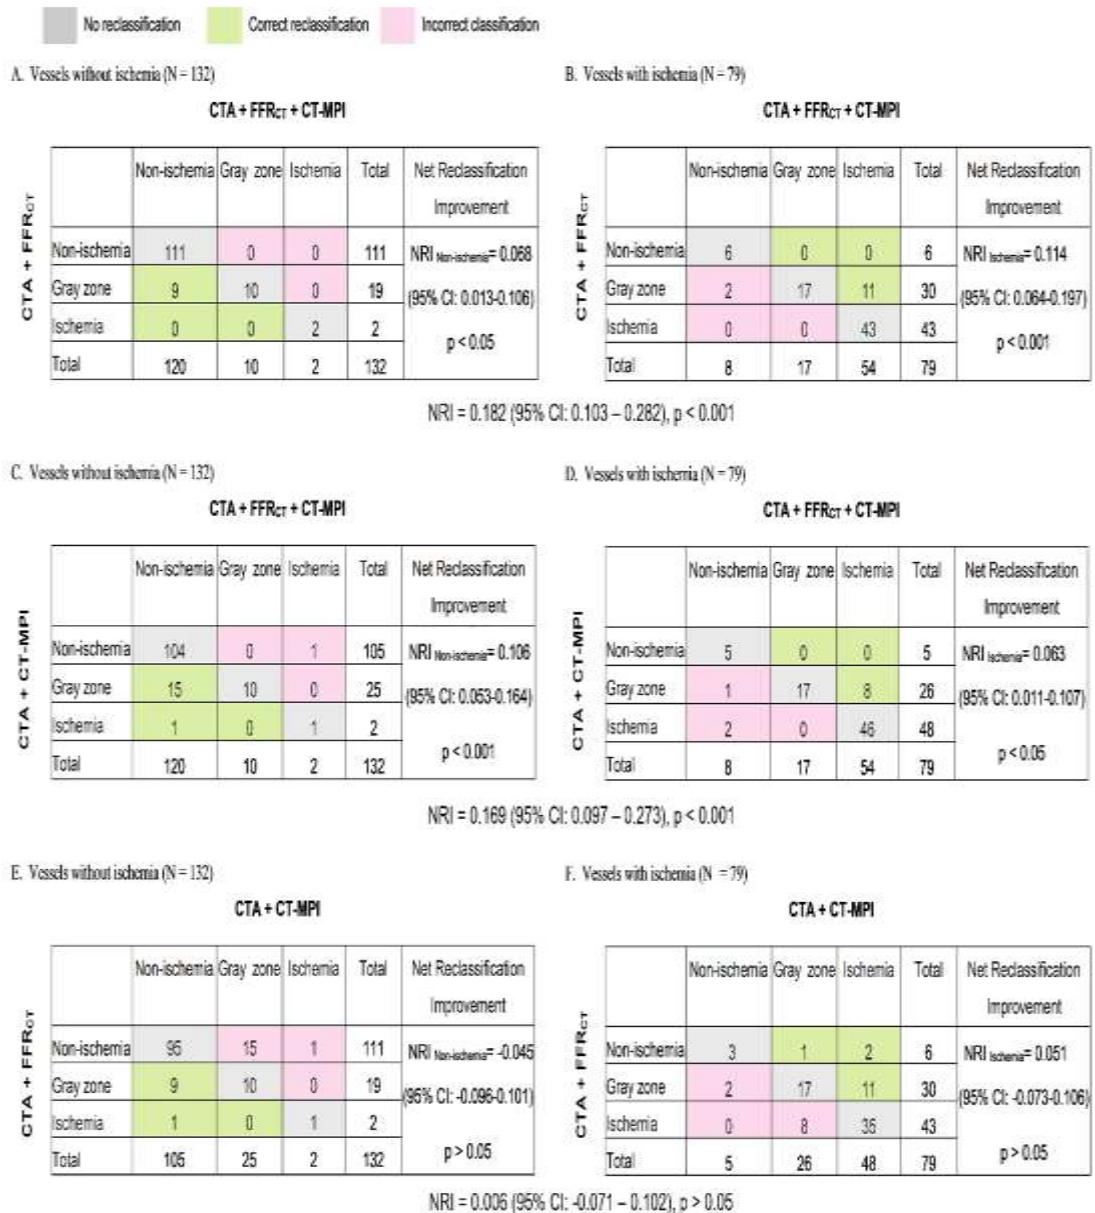 No reclassification Correct reclassification Incorrect classification
A. Vessels without ischemia (N = 132)
CTA + FFRCT + CT-MPI
CTA + FFRCT
Non-ischemia Gray zone Ischemia Total Net Reclassification Improvement
Non-ischemia 111 0 0 111 NRI Non-ischemia= 0.068
Gray zone 9 10 0 19 (95% CI: 0.013-0.106)
Ischemia 0 0 2 2 p < 0.05
Total 120 10 2 132
B. Vessels with ischemia (N = 79)
CTA + FFRCT + CT-MPI
CTA + FFRCT
Non-ischemia Gray zone Ischemia Total Net Reclassification Improvement
Non-ischemia 6 0 0 6 NRI Ischemia= 0.114
Gray zone 2 17 11 30 (95% CI: 0.064-0.197)
Ischemia 0 0 43 43 p < 0.001
Total 8 17 54 79
NRI = 0.182 (95% CI: 0.103 – 0.282), p < 0.001
C. Vessels without ischemia (N = 132)
CTA + FFRCT + CT-MPI
CTA + CT-MPI
Non-ischemia Gray zone Ischemia Total Net Reclassification Improvement
Non-ischemia 104 0 1 105 NRI Non-ischemia= 0.106
Gray zone 15 10 0 25 (95% CI: 0.053-0.164)
Ischemia 1 0 1 2 p < 0.001
Total 120 10 2 132
D. Vessels with ischemia (N = 79)
CTA + FFRCT + CT-MPI
CTA + CT-MPI
Non-ischemia Gray zone Ischemia Total Net Reclassification Improvement
Non-ischemia 5 0 0 5 NRI Ischemia= 0.063
Gray zone 1 17 8 26 (95% CI: 0.011-0.107)
Ischemia 2 0 46 48 p < 0.05
Total 8 17 54 79
NRI = 0.169 (95% CI: 0.097 – 0.273), p < 0.001
E. Vessels without ischemia (N = 132)
CTA + CT-MPI
CTA + FFRCT
Non-ischemia Gray zone Ischemia Total Net Reclassification Improvement
Non-ischemia 95 15 1 111 NRI Non-ischemia= -0.045
Gray zone 9 10 0 19 (95% CI: -0.096-0.101)
Ischemia 1 0 1 2 p > 0.05
Total 105 25 2 132
F. Vessels with ischemia (N = 79)
CTA + CT-MPI
CTA + FFRCT
Non-ischemia Gray zone Ischemia Total Net Reclassification Improvement
Non-ischemia 3 1 2 6 NRI Ischemia= 0.051
Gray zone 2 17 11 30 (95% CI: -0.073-0.106)
Ischemia 0 8 35 43 p > 0.05
Total 5 26 48 79
NRI = 0.006 (95% CI: -0.071 – 0.102), p > 0.05